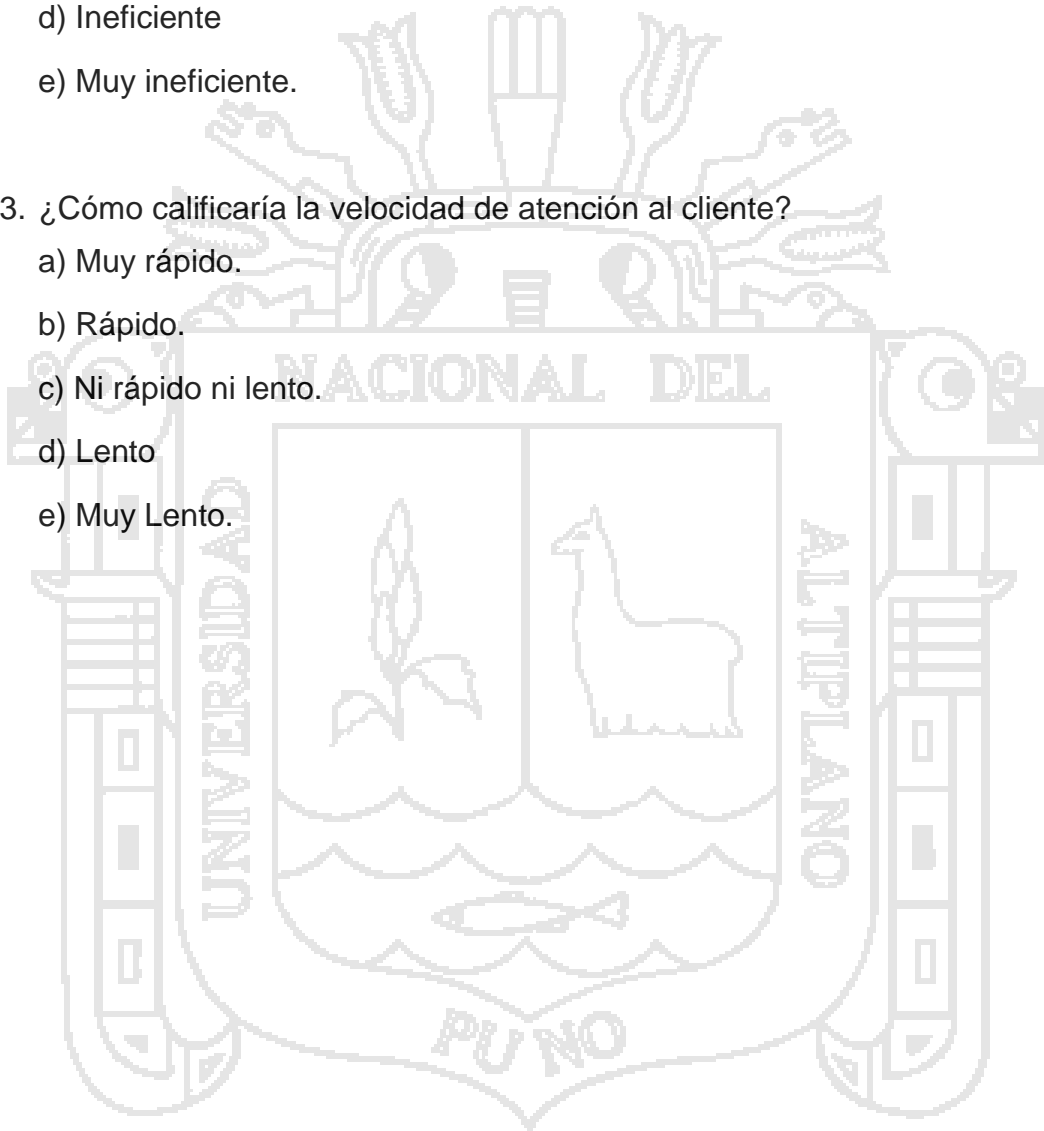 d) Ineficiente
e) Muy ineficiente.
3. ¿Cómo calificaría la velocidad de atención al cliente?
a) Muy rápido.
b) Rápido.
c) Ni rápido ni lento.
d) Lento
e) Muy Lento.
UNIVERSIDAD
NACIONAL DEL
ALTIPLANO
PUNO